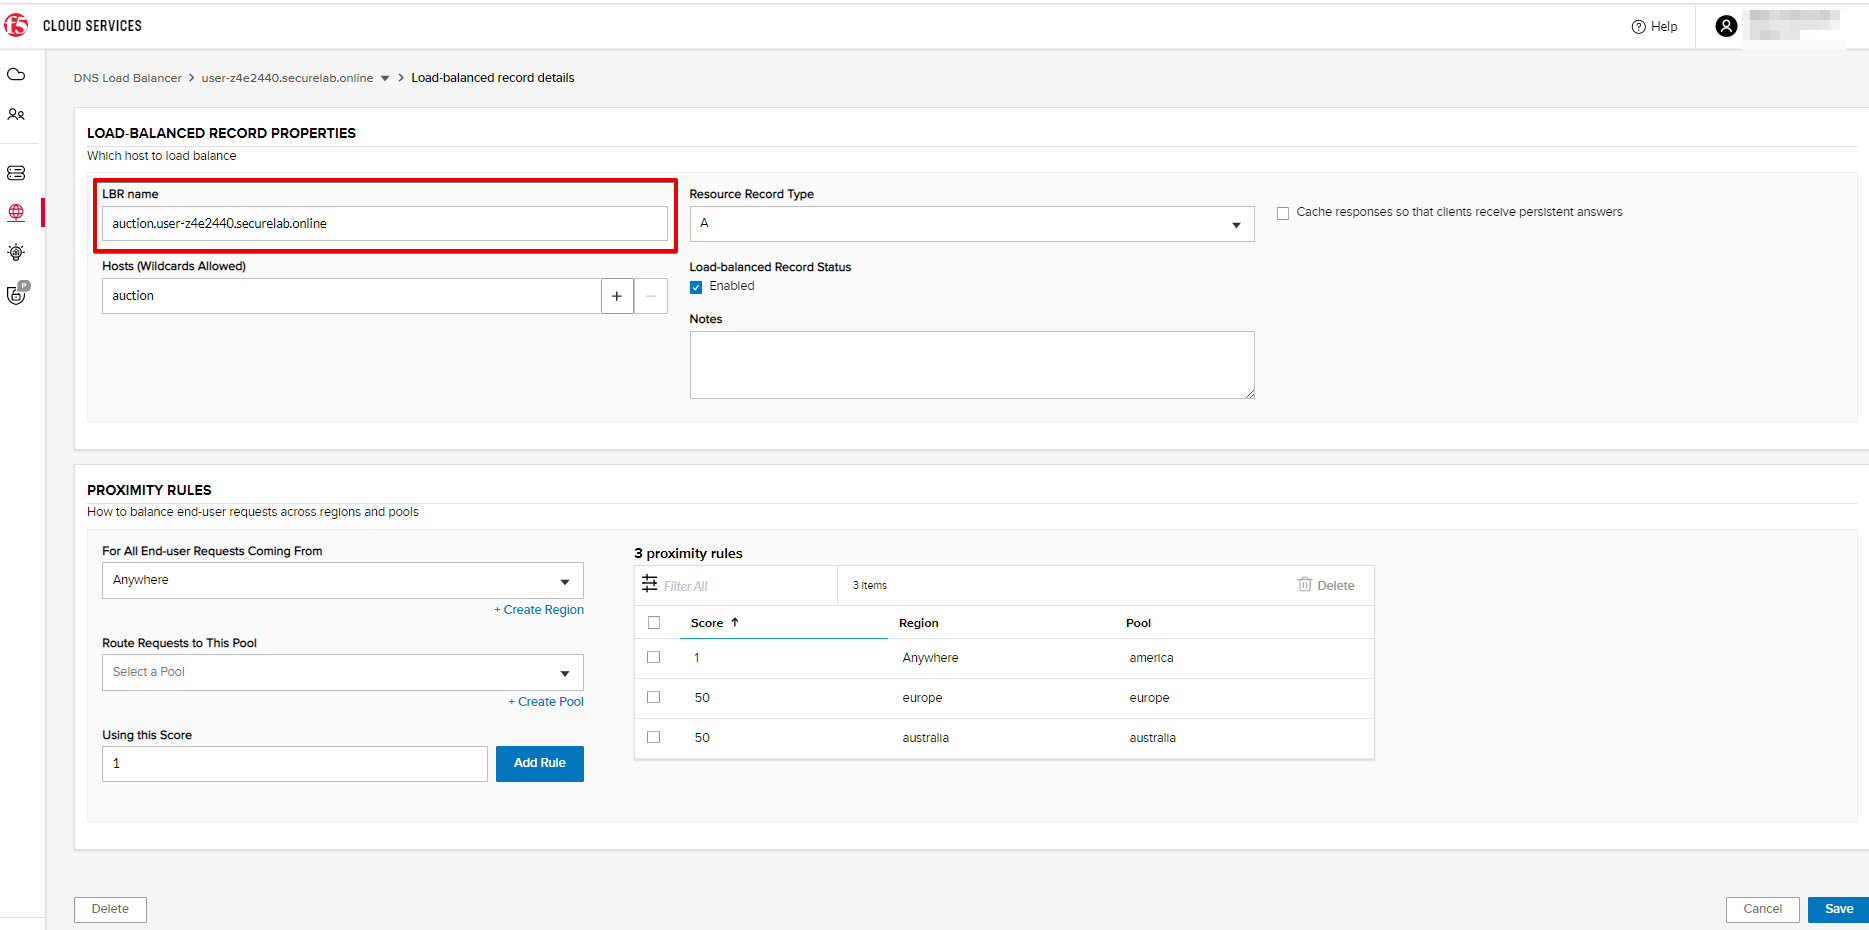 f5 CLOUD SERVICES
? Help
DNS Load Balancer > user-z4e2440.securelab.online > Load-balanced record details
LOAD-BALANCED RECORD PROPERTIES
Which host to load balance
LBR name
auction.user-z4e2440.securelab.online
Hosts (Wildcards Allowed)
auction
+ −
Resource Record Type
A
Load-balanced Record Status
Enabled
Notes
Cache responses so that clients receive persistent answers
P
PROXIMITY RULES
How to balance end-user requests across regions and pools
For All End-user Requests Coming From
Anywhere
+ Create Region
Route Requests to This Pool
Select a Pool
+ Create Pool
Using this Score
1
Add Rule
3 proximity rules
Filter All
3 items
Delete
Score ↑ Region Pool
1 Anywhere america
50 europe europe
50 australia australia
Delete
Cancel
Save